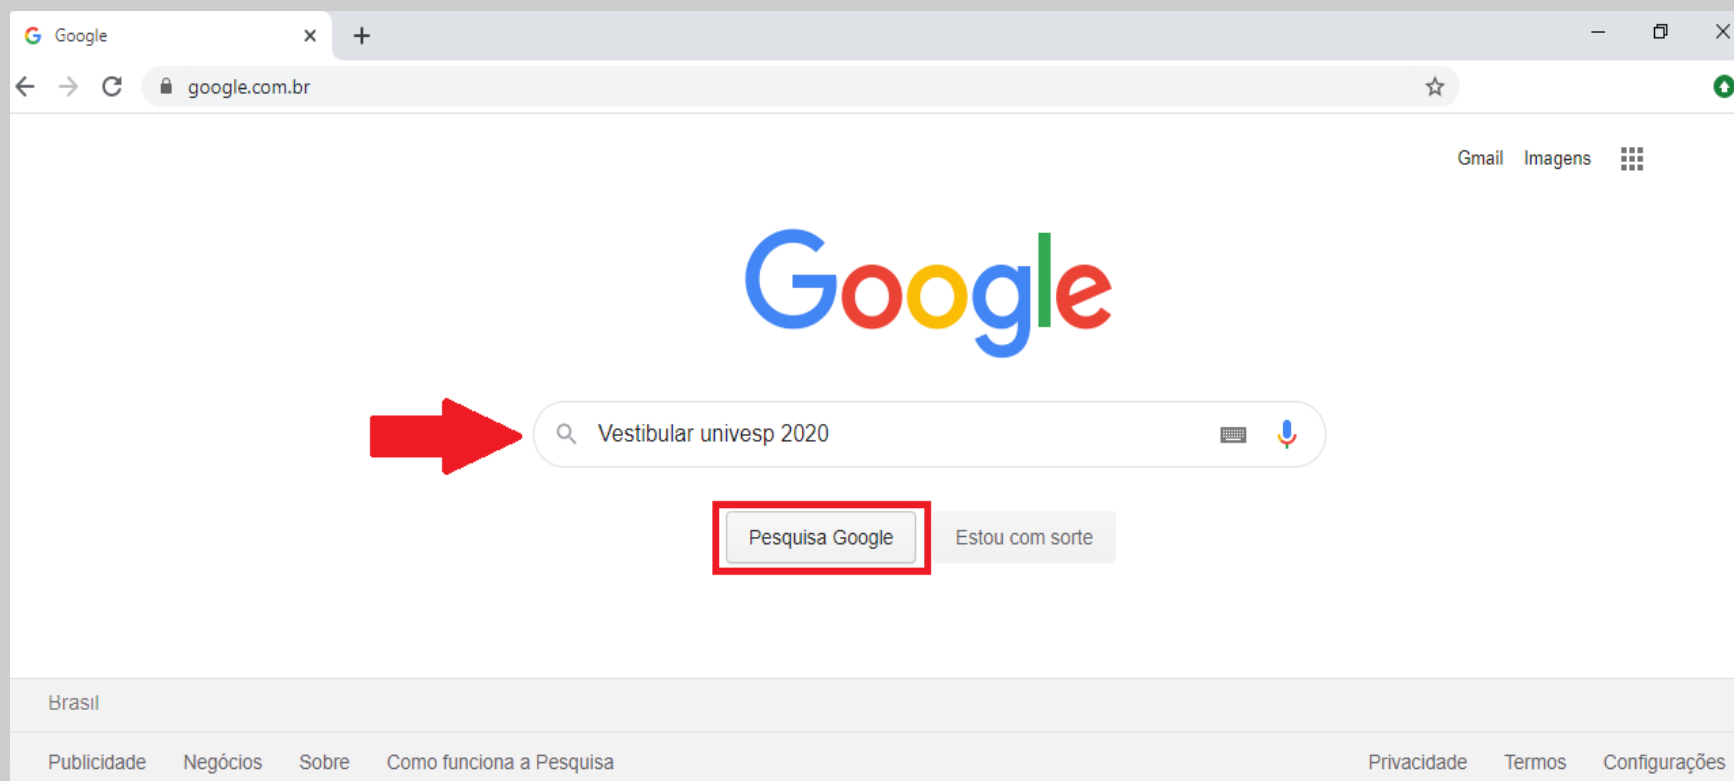 Google
google.com.br
Gmail Imagens
Google
Vestibular univesp 2020
Pesquisa Google Estou com sorte
Brasil
Publicidade Negócios Sobre Como funciona a Pesquisa Privacidade Termos Configurações